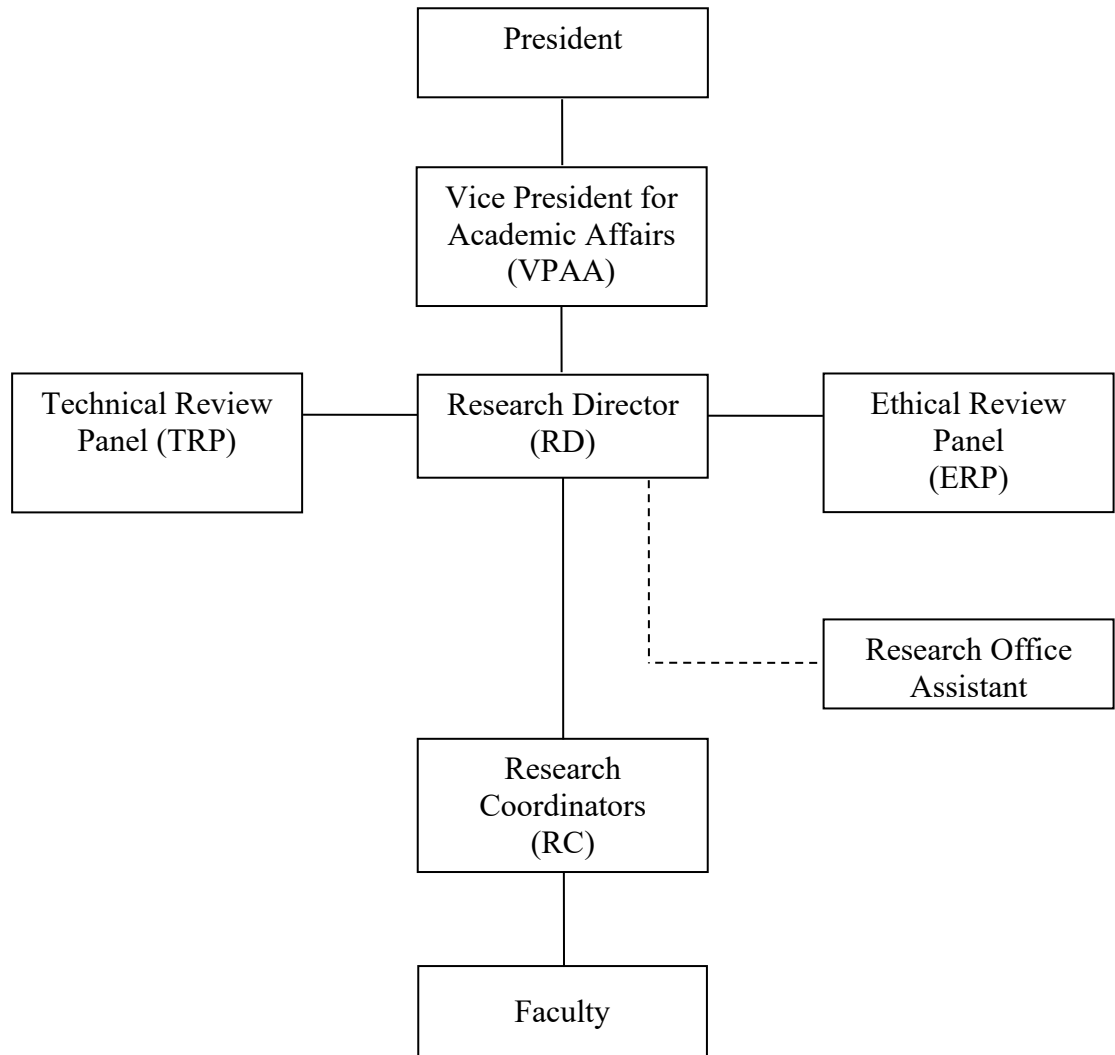 President
Vice President for
Academic Affairs
(VPAA)
Technical Review
Panel (TRP)
Research Director
(RD)
Ethical Review
Panel
(ERP)
Research Office
Assistant
Research
Coordinators
(RC)
Faculty